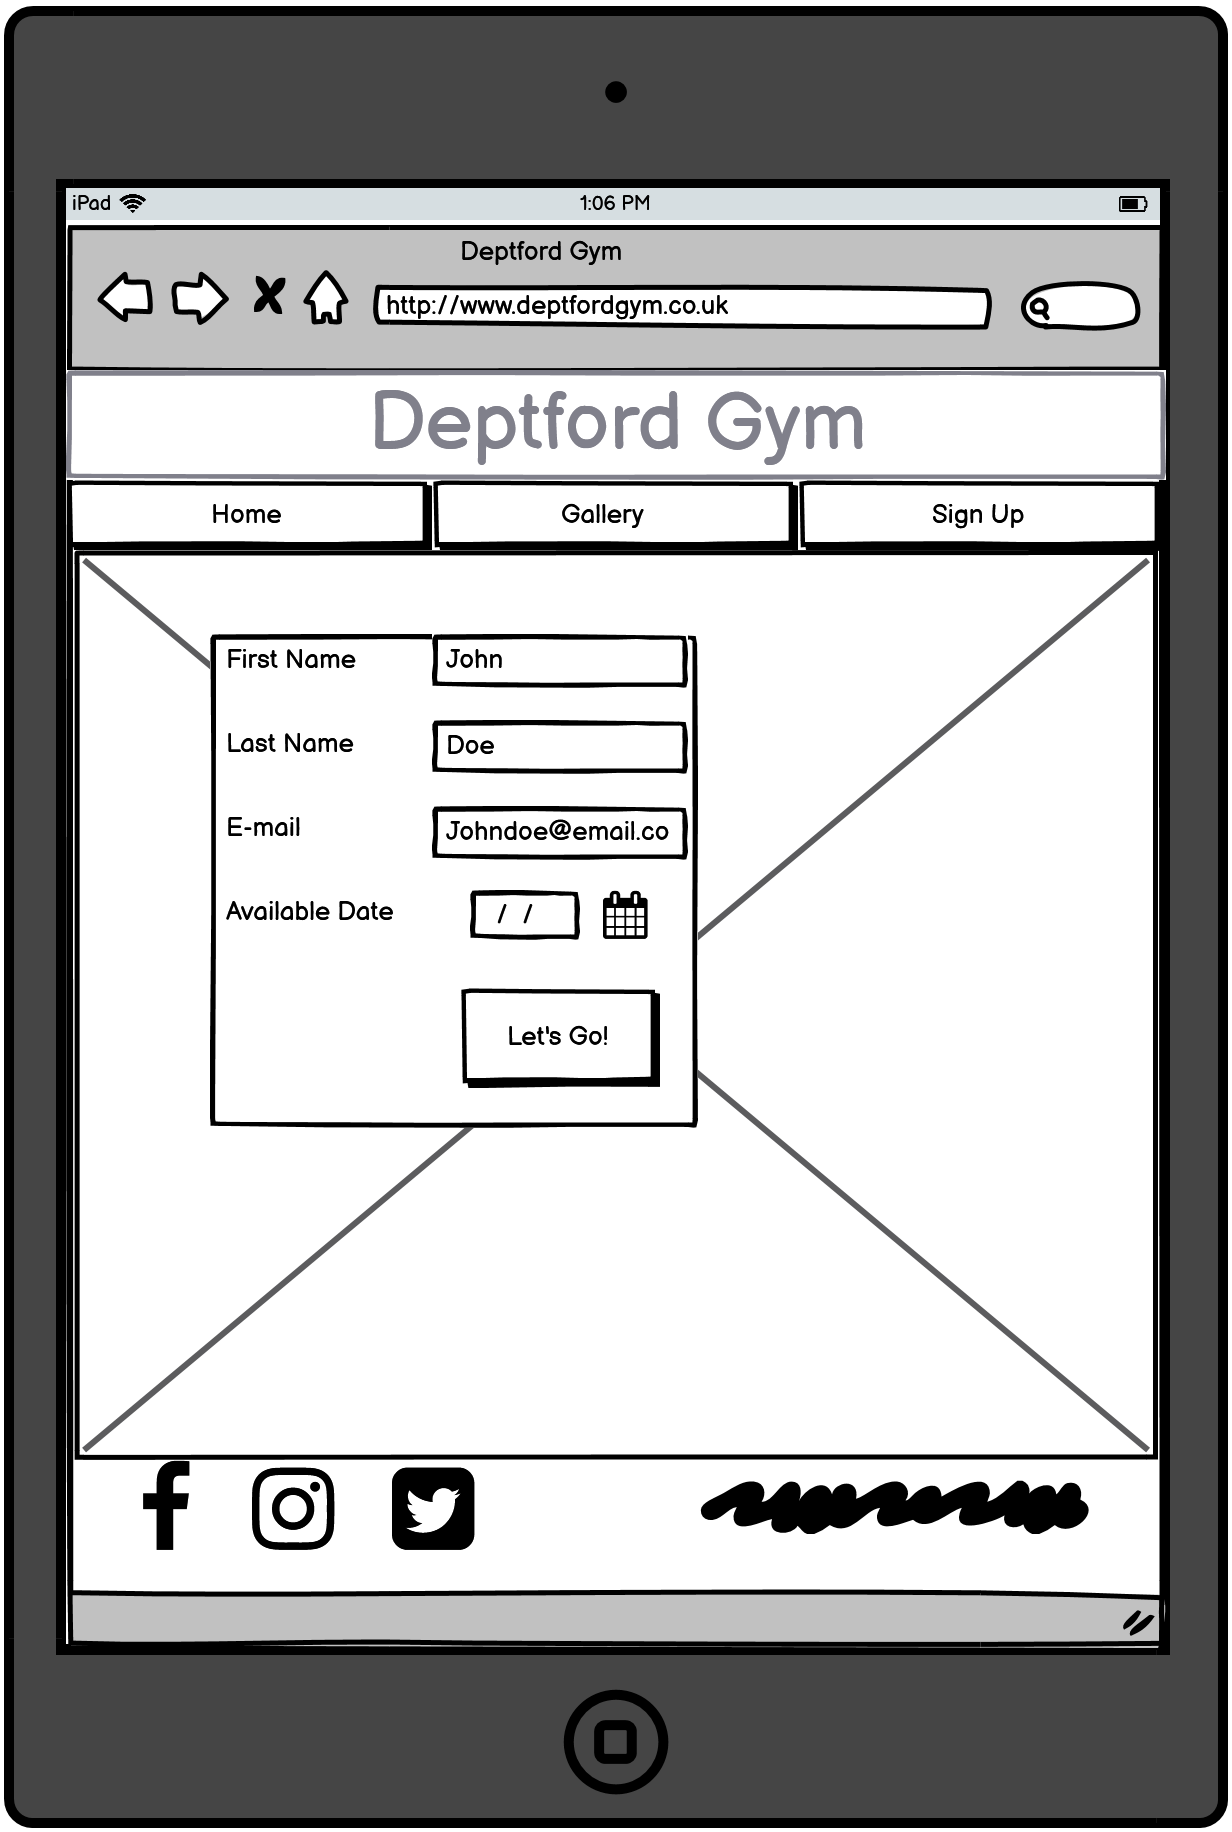 iPad 1:06 PM
Deptford Gym
http://www.deptfordgym.co.uk
Deptford Gym
Home Gallery Sign Up
First Name John
Last Name Doe
E-mail Johndoe@email.co
Available Date / /
Let's Go!